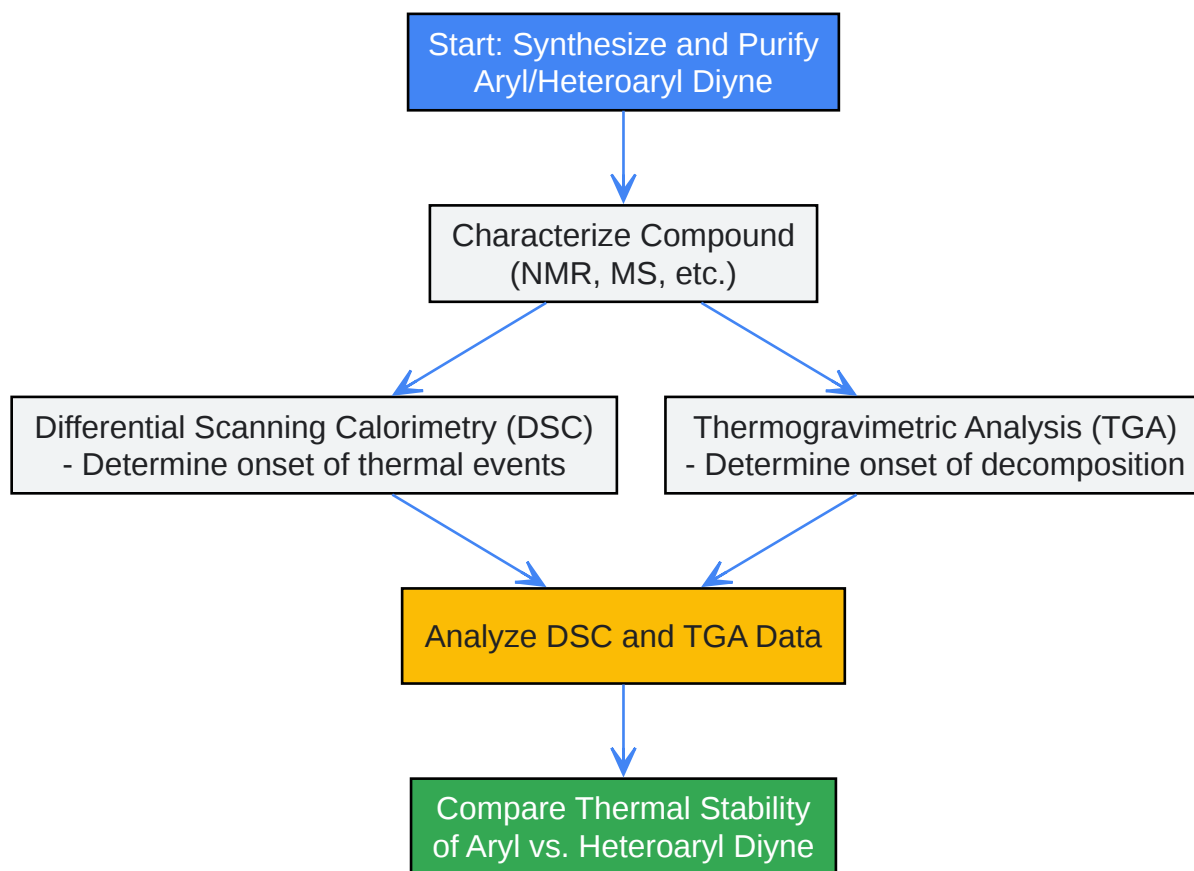 Start: Synthesize and Purify
Aryl/Heteroaryl Diyne
Characterize Compound
(NMR, MS, etc.)
Differential Scanning Calorimetry (DSC)
- Determine onset of thermal events
Thermogravimetric Analysis (TGA)
- Determine onset of decomposition
Analyze DSC and TGA Data
Compare Thermal Stability
of Aryl vs. Heteroaryl Diyne